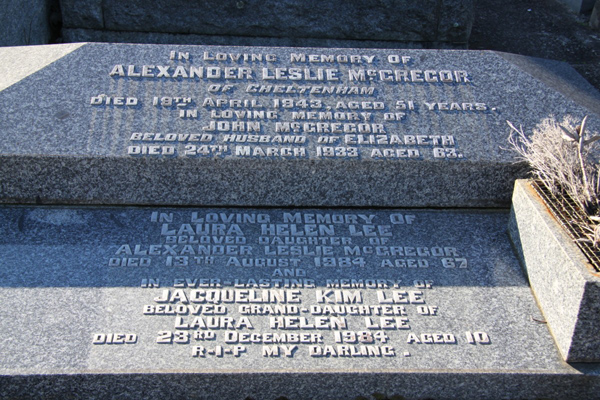 In Loving Memory of
Alexander Leslie McGregor
of Cheltenham
Died 19th April 1943, Aged 51 Years.
In Loving Memory of
John McGregor
Beloved Husband of Elizabeth
Died 24th March 1933 Aged 63.
In Loving Memory of
Laura Helen Lee
Beloved Daughter of
Alexander Leslie McGregor
Died 13th August 1984 Aged 67
and
In Ever-Lasting Memory of
Jacqueline Kim Lee
Beloved Grand-Daughter of
Laura Helen Lee
Died 23rd December 1984 Aged 10
R-I-P My Darling.